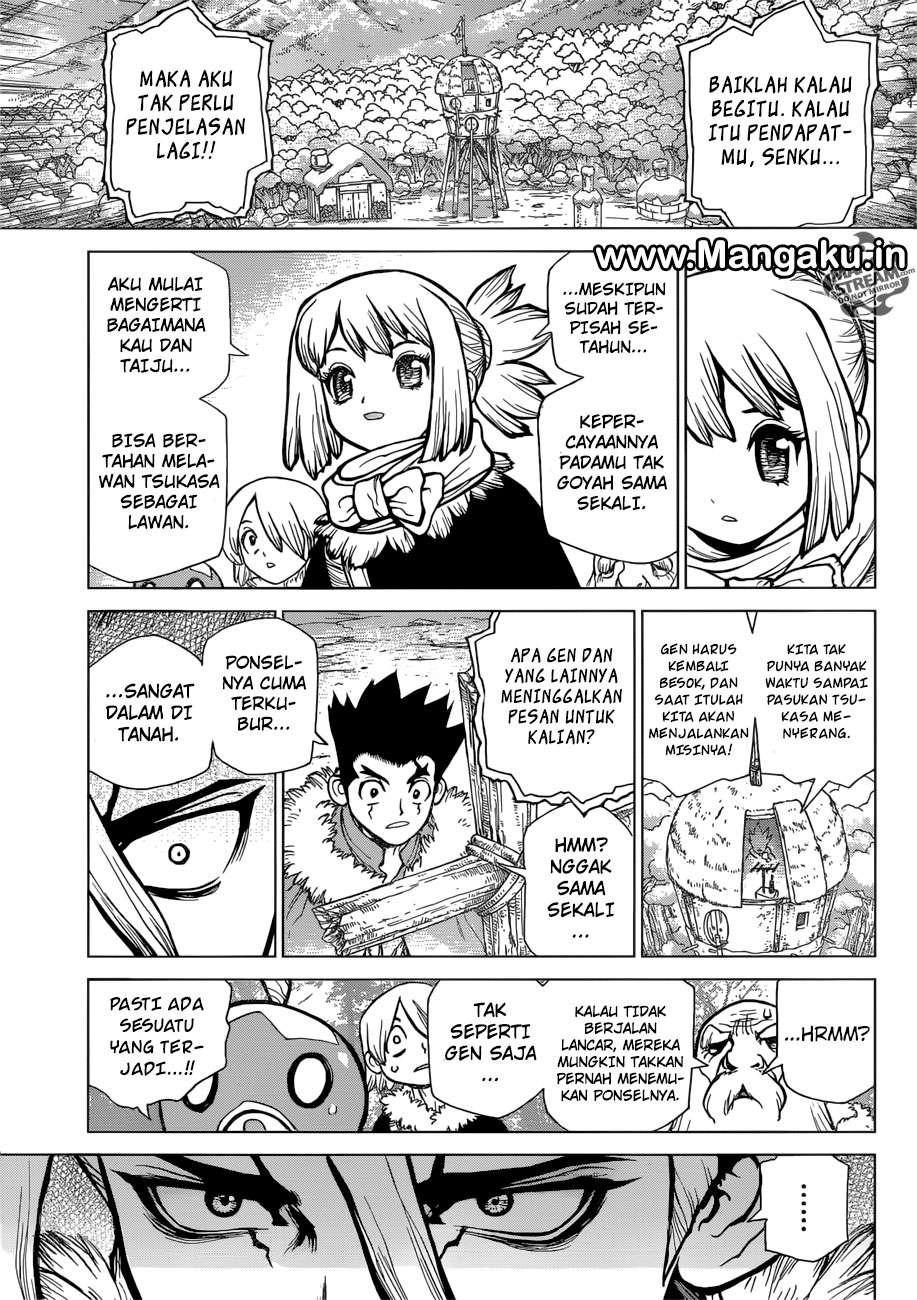 BAIKLAH KALAU
BEGITU. KALAU
ITU PENDAPAT-
MU, SENKU...
MAKA AKU
TAK PERLU
PENJELASAN
LAGI!!
www.Mangaku.in
STREAM
.com
DO NOT MIRROR
...MESKIPUN
SUDAH TER-
PISAH SE-
TAHUN...
KEPER-
CAYAANNYA
PADAMU TAK
GOYAH SAMA
SEKALI.
AKU MULAI
MENGERTI
BAGAIMANA
KAU DAN
TAIJU...
BISA BER-
TAHAN MELA-
WAN TSUKASA
SEBAGAI
LAWAN.
KITA TAK
PUNYA BANYAK
WAKTU SAMPAI
PASUKAN TSU-
KASA ME-
NYERANG.
GEN HARUS
KEMBALI
BESOK, DAN
SAAT ITULAH
KITA AKAN
MENJALANKAN
MISINYA!
APA GEN DAN
YANG LAINNYA
MENINGGALKAN
PESAN UNTUK
KALIAN?
HMM?
NGGAK
SAMA
SEKALI
...
PONSEL-
NYA CUMA
TERKU-
BUR...
...SANGAT
DALAM DI
TANAH.
...HRMM?
KALAU TIDAK
BERJALAN
LANCAR, MEREKA
MUNGKIN TAKKAN
PERNAH MENEMU-
KAN PONSELNYA.
TAK
SEPERTI
GEN SAJA
...
PASTI ADA
SESUATU
YANG TER-
JADI...!!
......